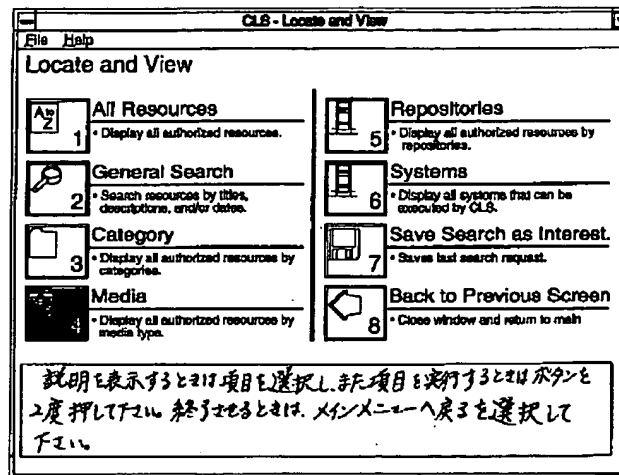 CLS - Locate and View
File Help
Locate and View
A to Z
1
All Resources
• Display all authorized resources.
2
General Search
• Search resources by titles,
descriptions, and/or dates.
3
Category
• Display all authorized resources by
categories.
4
Media
• Display all authorized resources by
media type.
5
Repositories
• Display all authorized resources by
repositories.
6
Systems
• Display all systems that can be
executed by CLS.
7
Save Search as Interest.
• Saves last search request.
8
Back to Previous Screen
• Close window and return to main
説明を表示するときは項目を選択し、また項目を実行するときはボタンを
2度押して下さい。終了させるときは、メインメニューへ戻るを選択して
下さい。